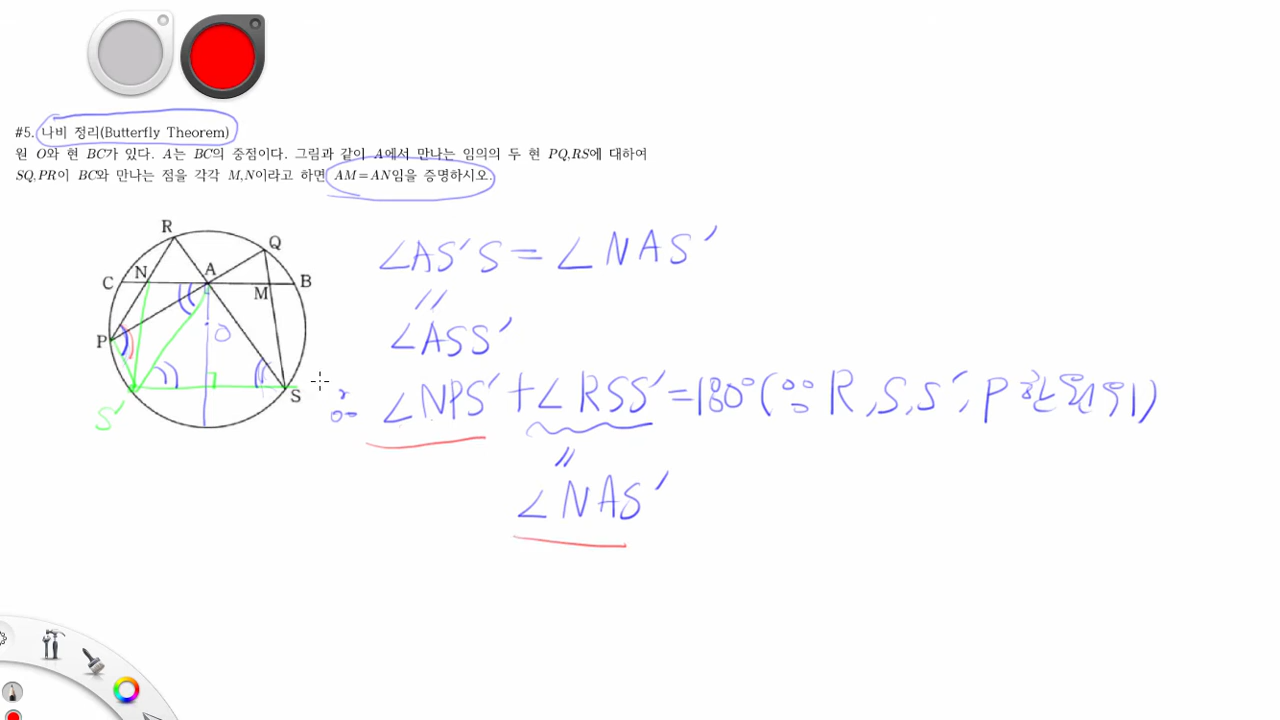 #5. 나비 정리(Butterfly Theorem)
원 O와 현 BC가 있다. A는 BC의 중점이다. 그림과 같이 A에서 만나는 임의의 두 현 PQ,RS에 대하여
SQ,PR이 BC와 만나는 점을 각각 M,N이라고 하면 AM=AN임을 증명하시오.
R
Q
C N A M B
P
O
S
S′
∠AS′S = ∠NAS′
∥
∠ASS′
∵ ∠NPS′ + ∠RSS′ = 180°(∵ R,S,S′,P 한 원 위)
∥
∠NAS′